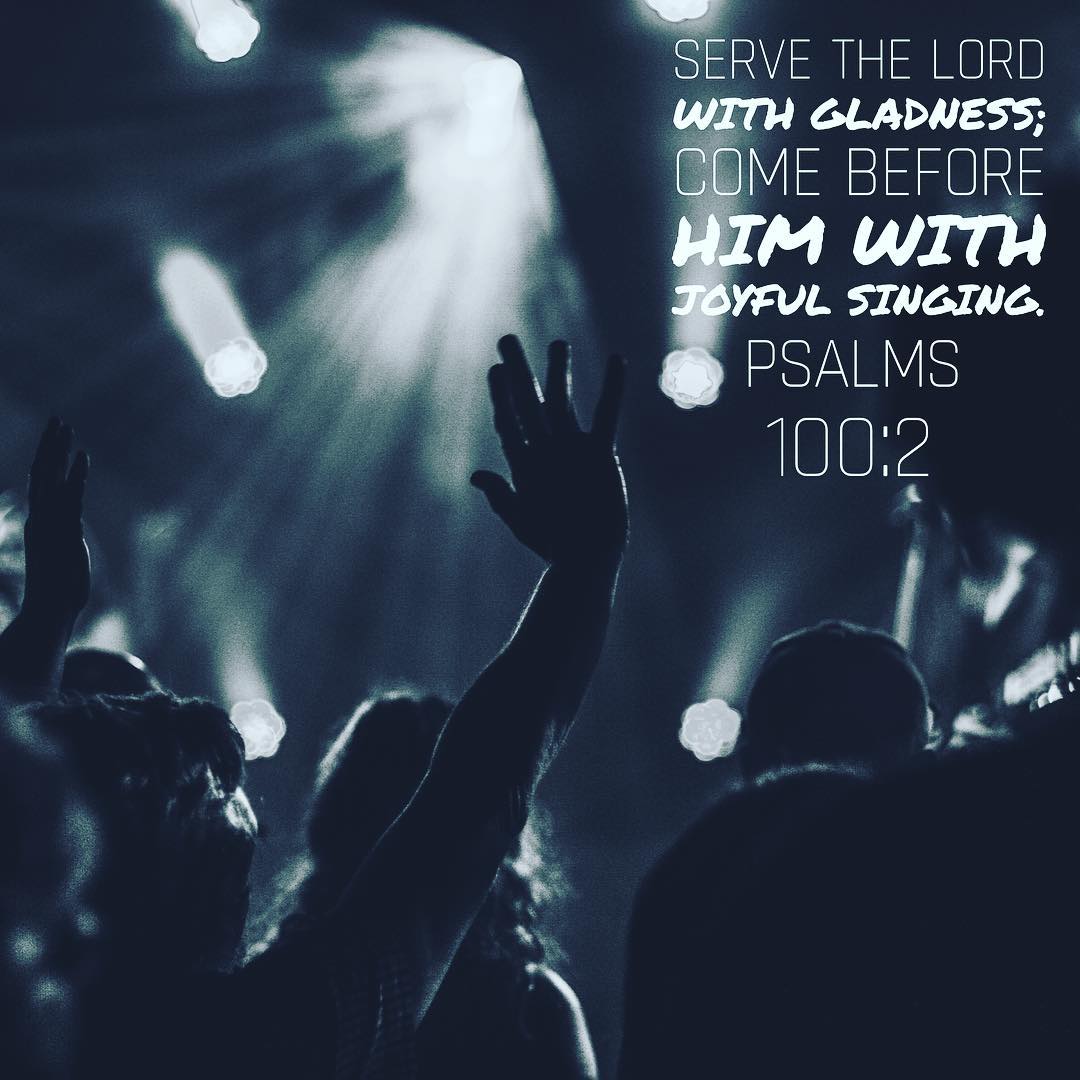 SERVE THE LORD
WITH GLADNESS;
COME BEFORE
HIM WITH
JOYFUL SINGING.
PSALMS
100:2